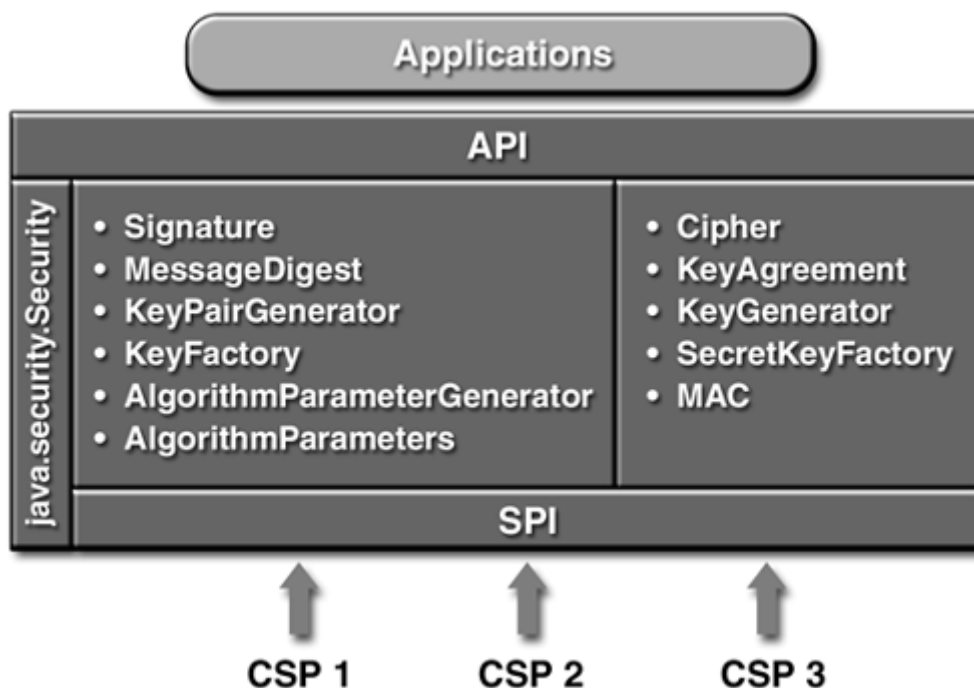 Applications
API
java.security.Security
• Signature
• MessageDigest
• KeyPairGenerator
• KeyFactory
• AlgorithmParameterGenerator
• AlgorithmParameters
• Cipher
• KeyAgreement
• KeyGenerator
• SecretKeyFactory
• MAC
SPI
CSP 1
CSP 2
CSP 3